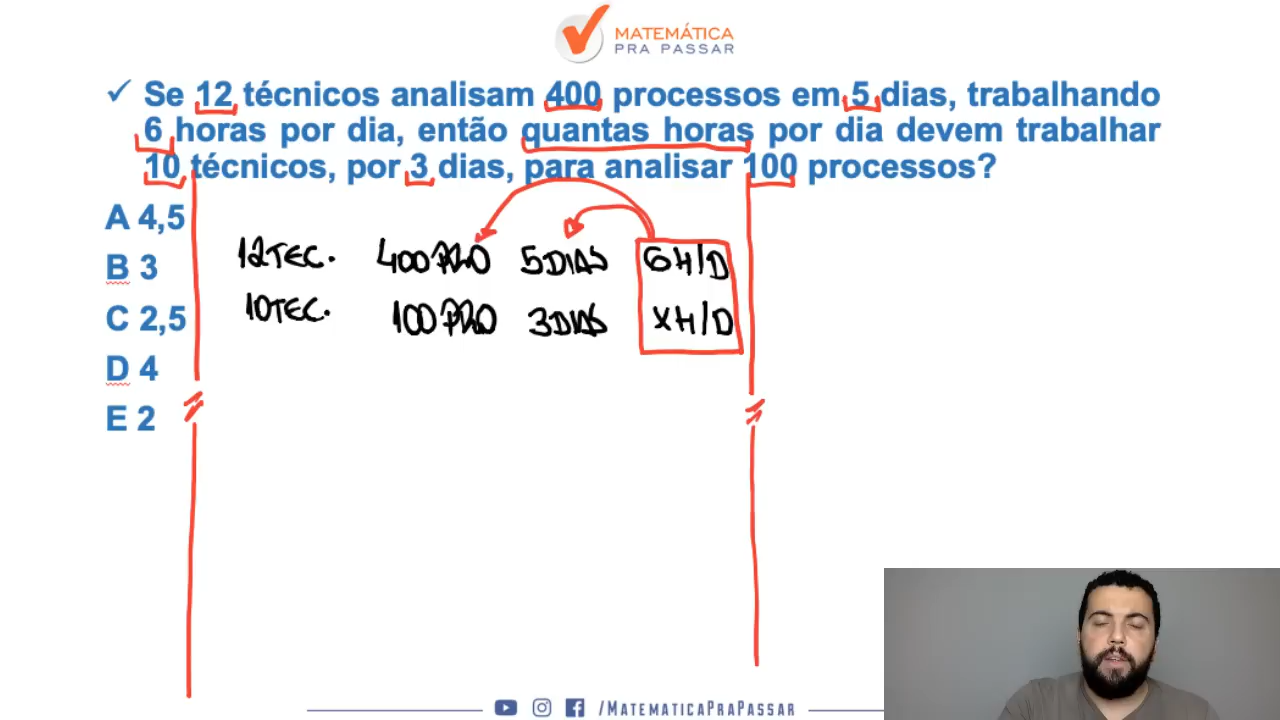 MATEMÁTICA
PRA PASSAR
✓ Se 12 técnicos analisam 400 processos em 5 dias, trabalhando
6 horas por dia, então quantas horas por dia devem trabalhar
10 técnicos, por 3 dias, para analisar 100 processos?
A 4,5
B 3
C 2,5
D 4
E 2
12TEC. 400PRO 5DIAS 6H/D
10TEC. 100PRO 3DIAS XH/D
/MATEMATICAPRAPASSAR